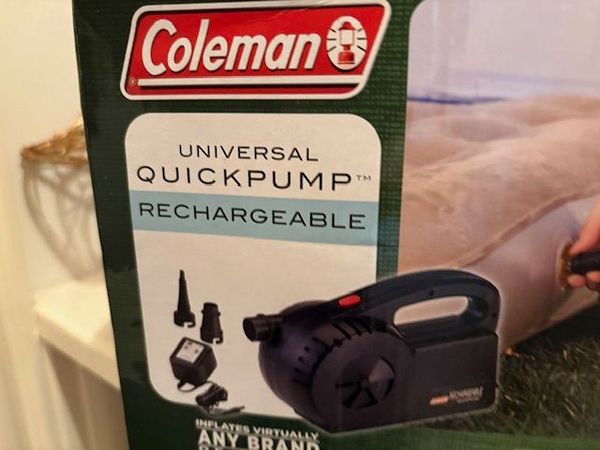 Coleman
UNIVERSAL
QUICKPUMP™
RECHARGEABLE
INFLATES VIRTUALLY
ANY BRAND